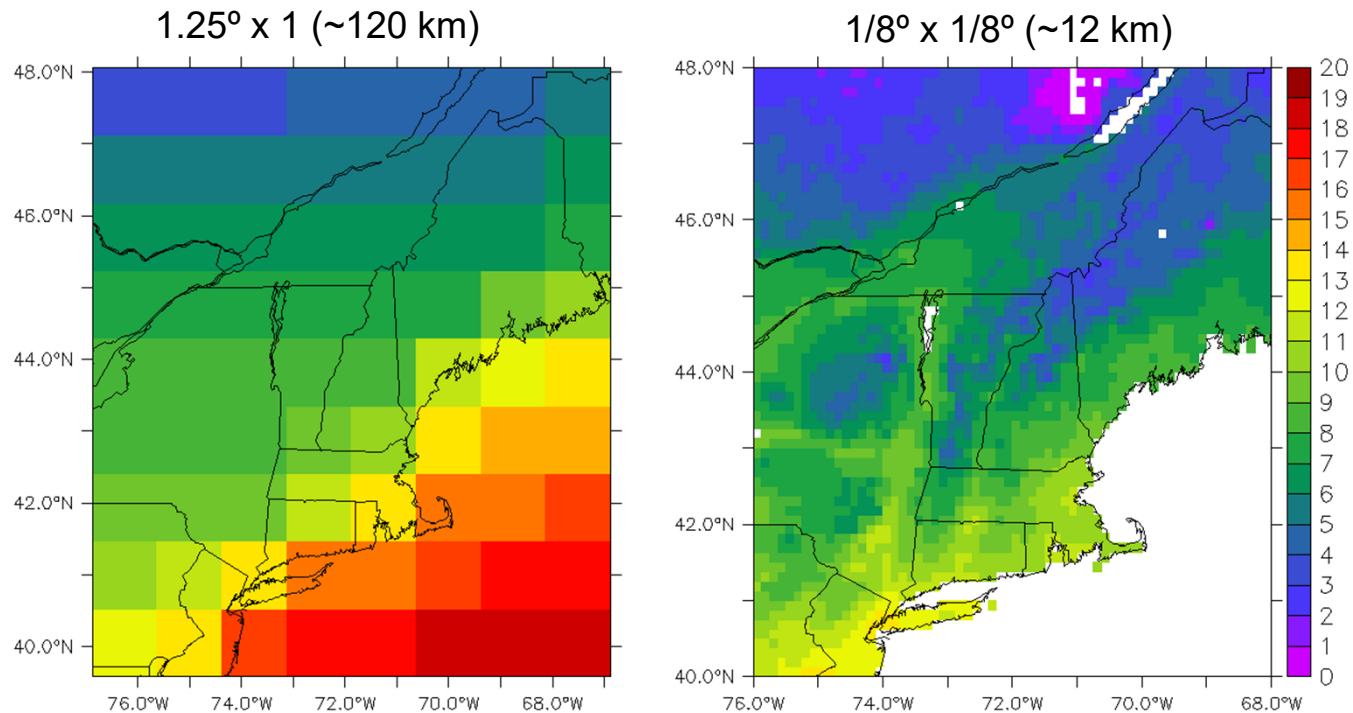 1.25º x 1 (~120 km)
48.0°N
46.0°N
44.0°N
42.0°N
40.0°N
76.0°W
74.0°W
72.0°W
70.0°W
68.0°W
1/8º x 1/8º (~12 km)
48.0°N
46.0°N
44.0°N
42.0°N
40.0°N
76.0°W
74.0°W
72.0°W
70.0°W
68.0°W
20
19
18
17
16
15
14
13
12
11
10
9
8
7
6
5
4
3
2
1
0